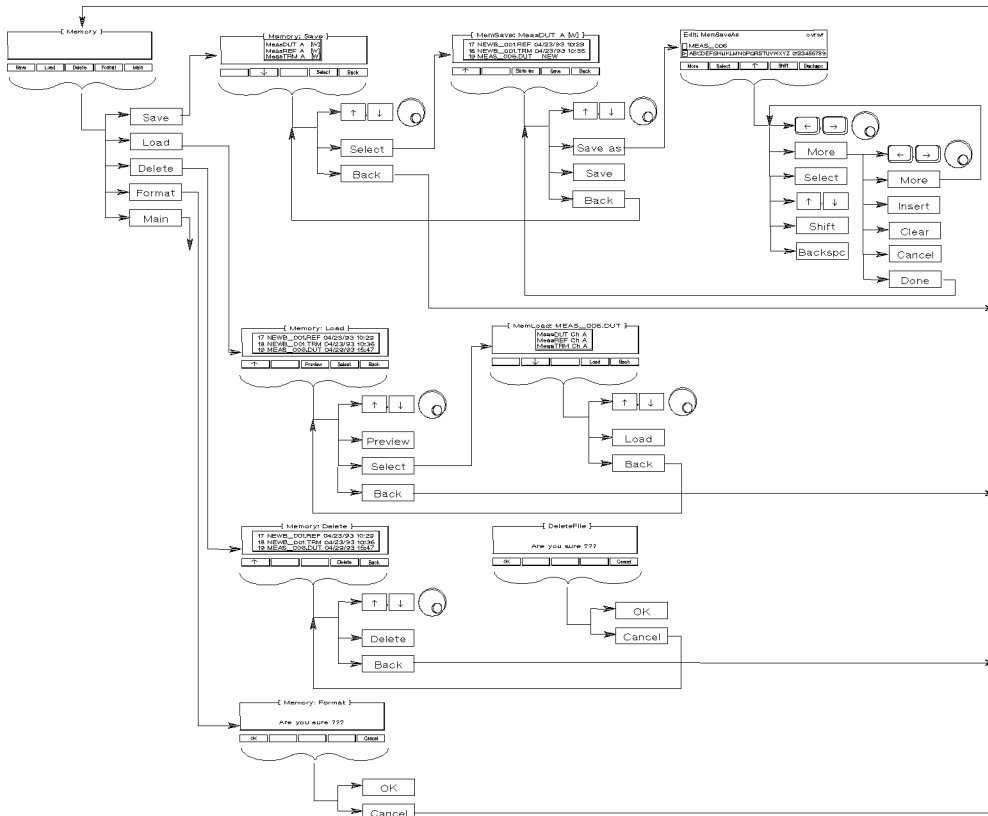 [ Memory ]
Save Load Delete Format Main
Save
Load
Delete
Format
Main
[ Memory: Save ]
MeasDUT A [W]
MeasREF A [W]
MeasTRM A [W]
↓ Select Back
↑ , ↓
Select
Back
[ MemSave: MeasDUT A [W] ]
17 NEWB_001.REF 04/23/93 10:29
18 NEWB_001.TRM 04/23/93 10:36
19 MEAS_006.DUT NEW
↑ Save as Save Back
↑ , ↓
Save as
Save
Back
Edit: MemSaveAs ovrwr
MEAS_006
ABCDEFGHIJKLMNOPQRSTUVWXYZ 0123456789
More Select ↑ Shift Backspc
← →
More
Select
↑ , ↓
Shift
Backspc
← →
More
Insert
Clear
Cancel
Done
[ Memory: Load ]
17 NEWB_001.REF 04/23/93 10:29
18 NEWB_001.TRM 04/23/93 10:36
19 MEAS_006.DUT 04/29/93 15:47
↑ Preview Select Back
↑ , ↓
Preview
Select
Back
[ MemLoad: MEAS_006.DUT ]
MeasDUT Ch A
MeasREF Ch A
MeasTRM Ch A
↓ Load Back
↑ , ↓
Load
Back
[ Memory: Delete ]
17 NEWB_001.REF 04/23/93 10:29
18 NEWB_001.TRM 04/23/93 10:36
19 MEAS_006.DUT 04/29/93 15:47
↑ Delete Back
↑ , ↓
Delete
Back
[ DeleteFile ]
Are you sure ???
OK Cancel
OK
Cancel
[ Memory: Format ]
Are you sure ???
OK Cancel
OK
Cancel